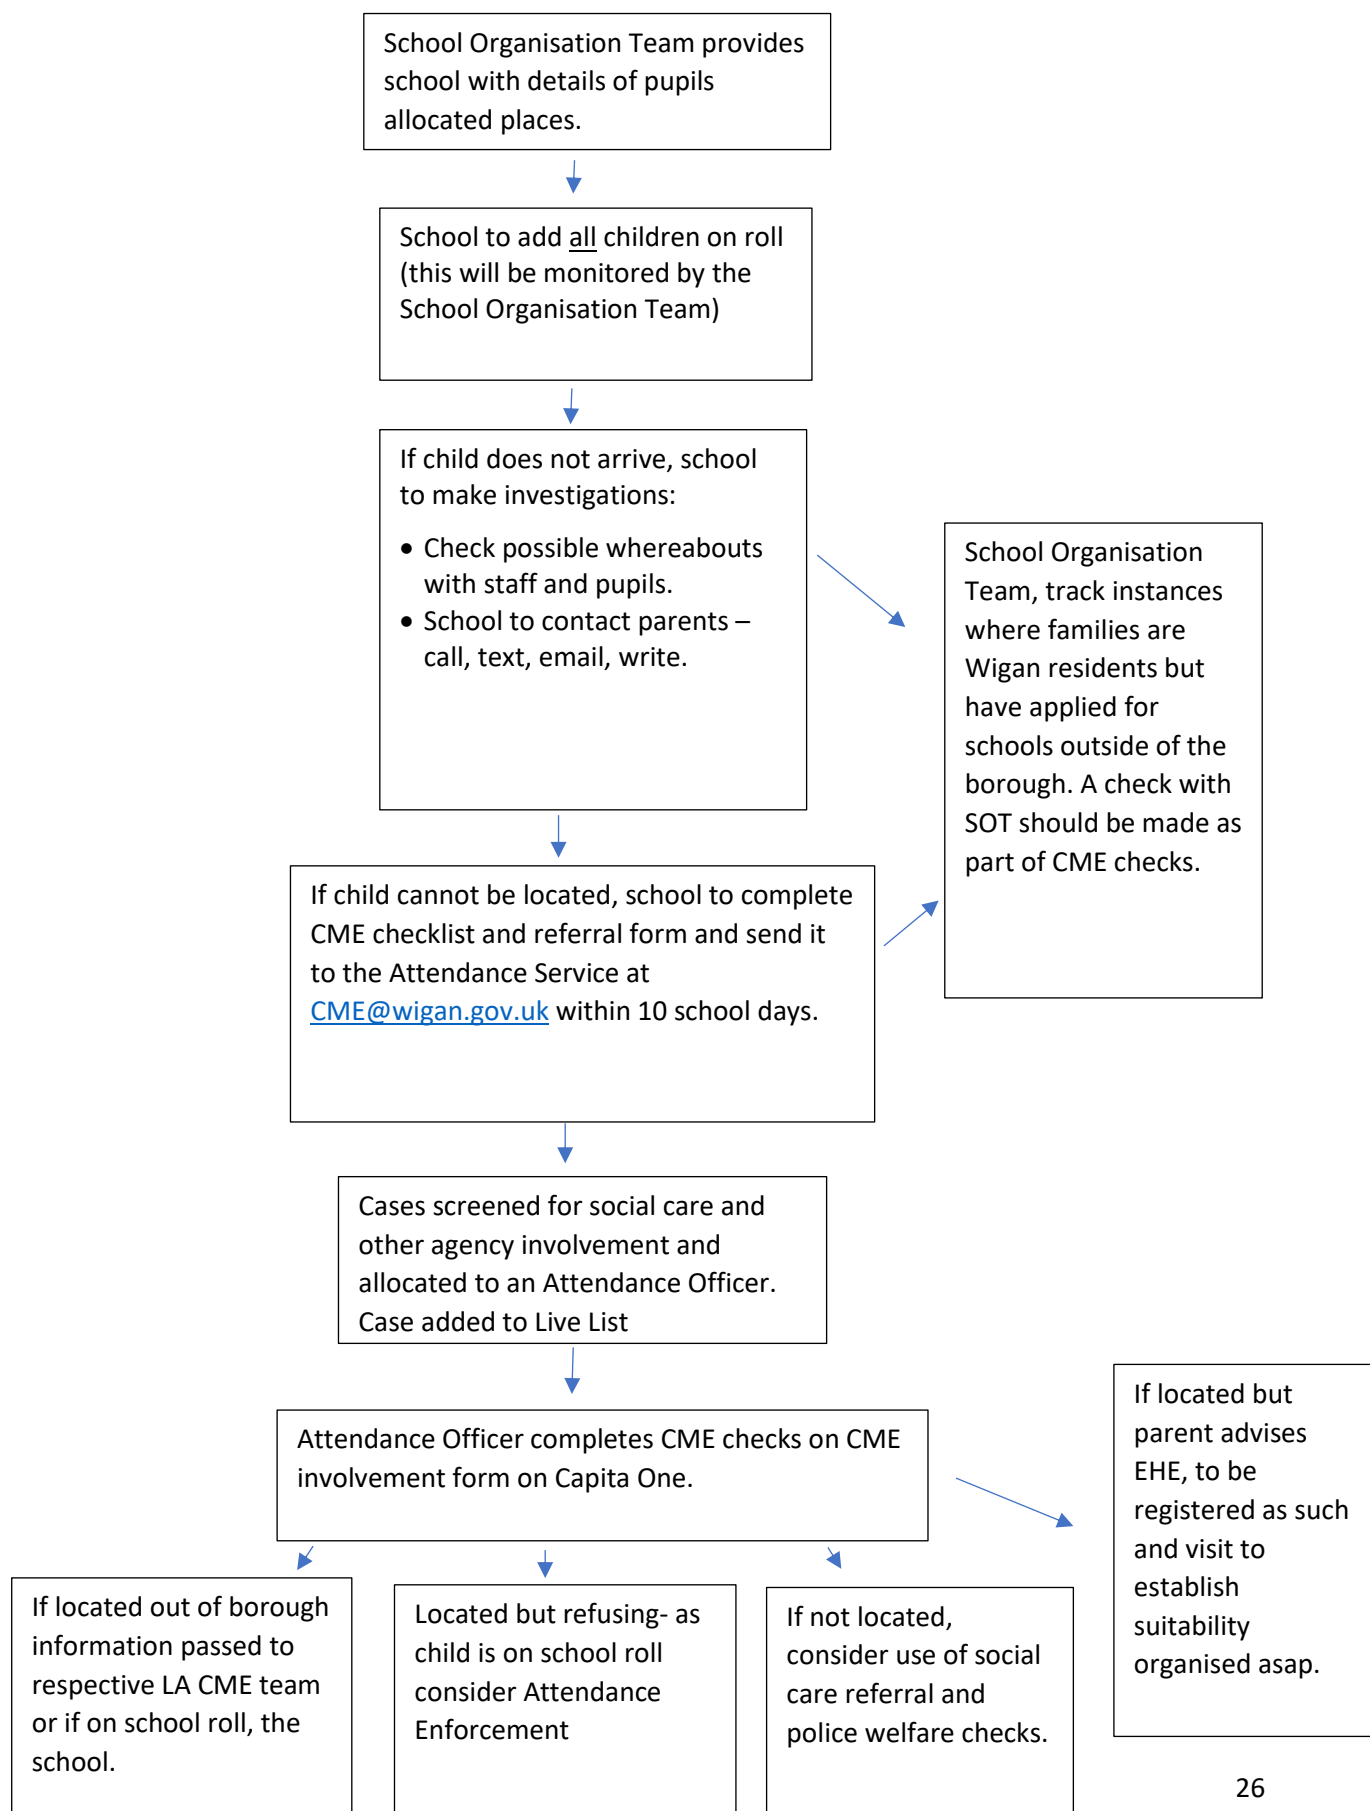 School Organisation Team provides
school with details of pupils
allocated places.
School to add all children on roll
(this will be monitored by the
School Organisation Team)
If child does not arrive, school
to make investigations:
• Check possible whereabouts
with staff and pupils.
• School to contact parents –
call, text, email, write.
School Organisation
Team, track instances
where families are
Wigan residents but
have applied for
schools outside of the
borough. A check with
SOT should be made as
part of CME checks.
If child cannot be located, school to complete
CME checklist and referral form and send it
to the Attendance Service at
CME@wigan.gov.uk within 10 school days.
Cases screened for social care and
other agency involvement and
allocated to an Attendance Officer.
Case added to Live List
Attendance Officer completes CME checks on CME
involvement form on Capita One.
If located but
parent advises
EHE, to be
registered as such
and visit to
establish
suitability
organised asap.
If located out of borough
information passed to
respective LA CME team
or if on school roll, the
school.
Located but refusing- as
child is on school roll
consider Attendance
Enforcement
If not located,
consider use of social
care referral and
police welfare checks.
26